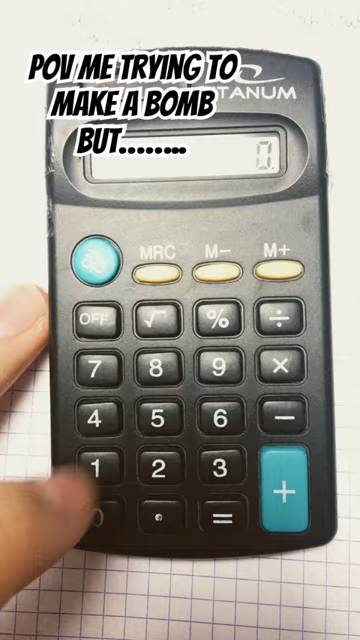 POV ME TRYING TO
MAKE A BOMB
BUT........
TANUM
0.
MRC M− M+
OFF √ % ÷
7 8 9 ×
4 5 6 −
1 2 3 +
. =